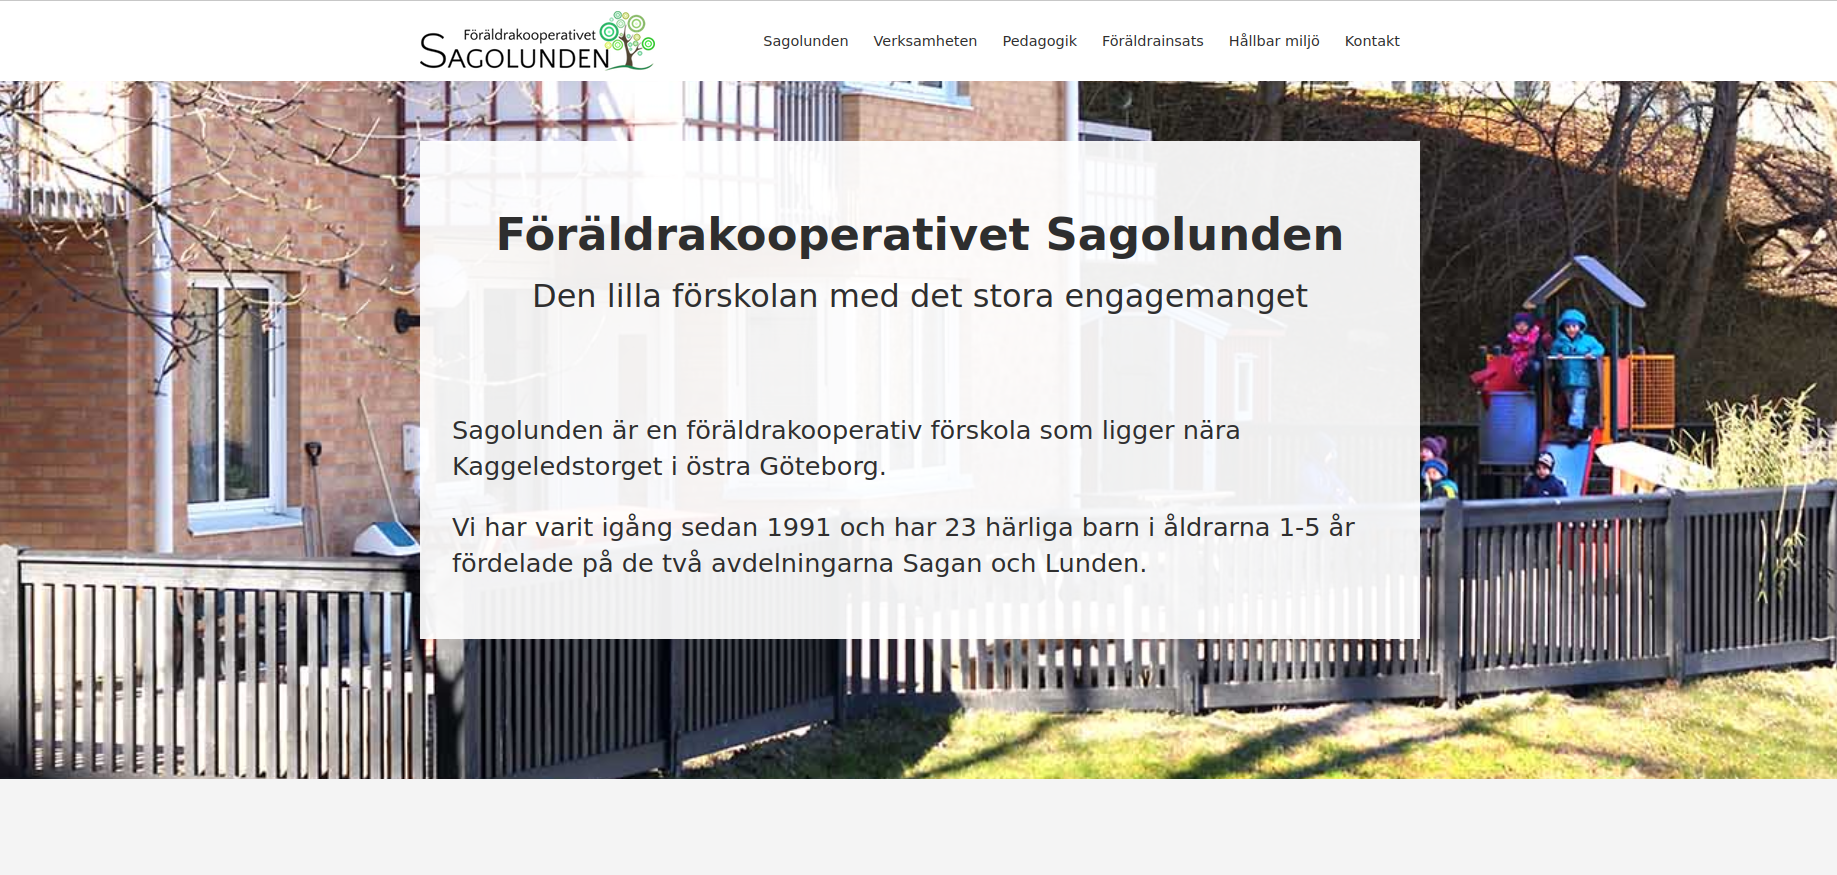 Föräldrakooperativet
SAGOLUNDEN
Sagolunden Verksamheten Pedagogik Föräldrainsats Hållbar miljö Kontakt
Föräldrakooperativet Sagolunden
Den lilla förskolan med det stora engagemanget
Sagolunden är en föräldrakooperativ förskola som ligger nära
Kaggeledstorget i östra Göteborg.
Vi har varit igång sedan 1991 och har 23 härliga barn i åldrarna 1-5 år
fördelade på de två avdelningarna Sagan och Lunden.